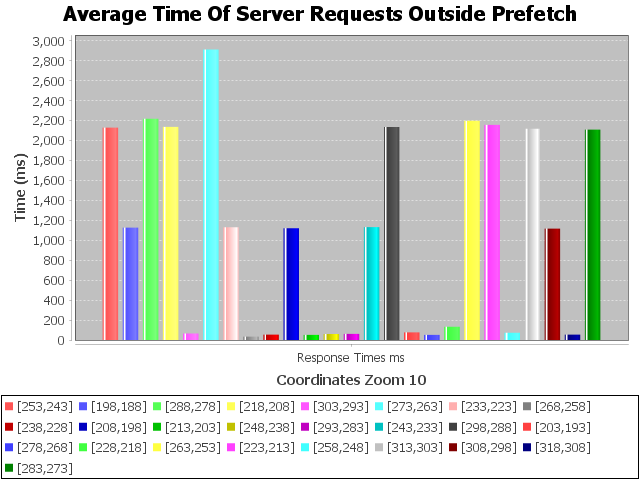 Average Time Of Server Requests Outside Prefetch
3,000
2,800
2,600
2,400
2,200
2,000
1,800
1,600
1,400
1,200
1,000
800
600
400
200
0
Time (ms)
Response Times ms
Coordinates Zoom 10
[253,243] [198,188] [288,278] [218,208] [303,293] [273,263] [233,223] [268,258]
[238,228] [208,198] [213,203] [248,238] [293,283] [243,233] [298,288] [203,193]
[278,268] [228,218] [263,253] [223,213] [258,248] [313,303] [308,298] [318,308]
[283,273]